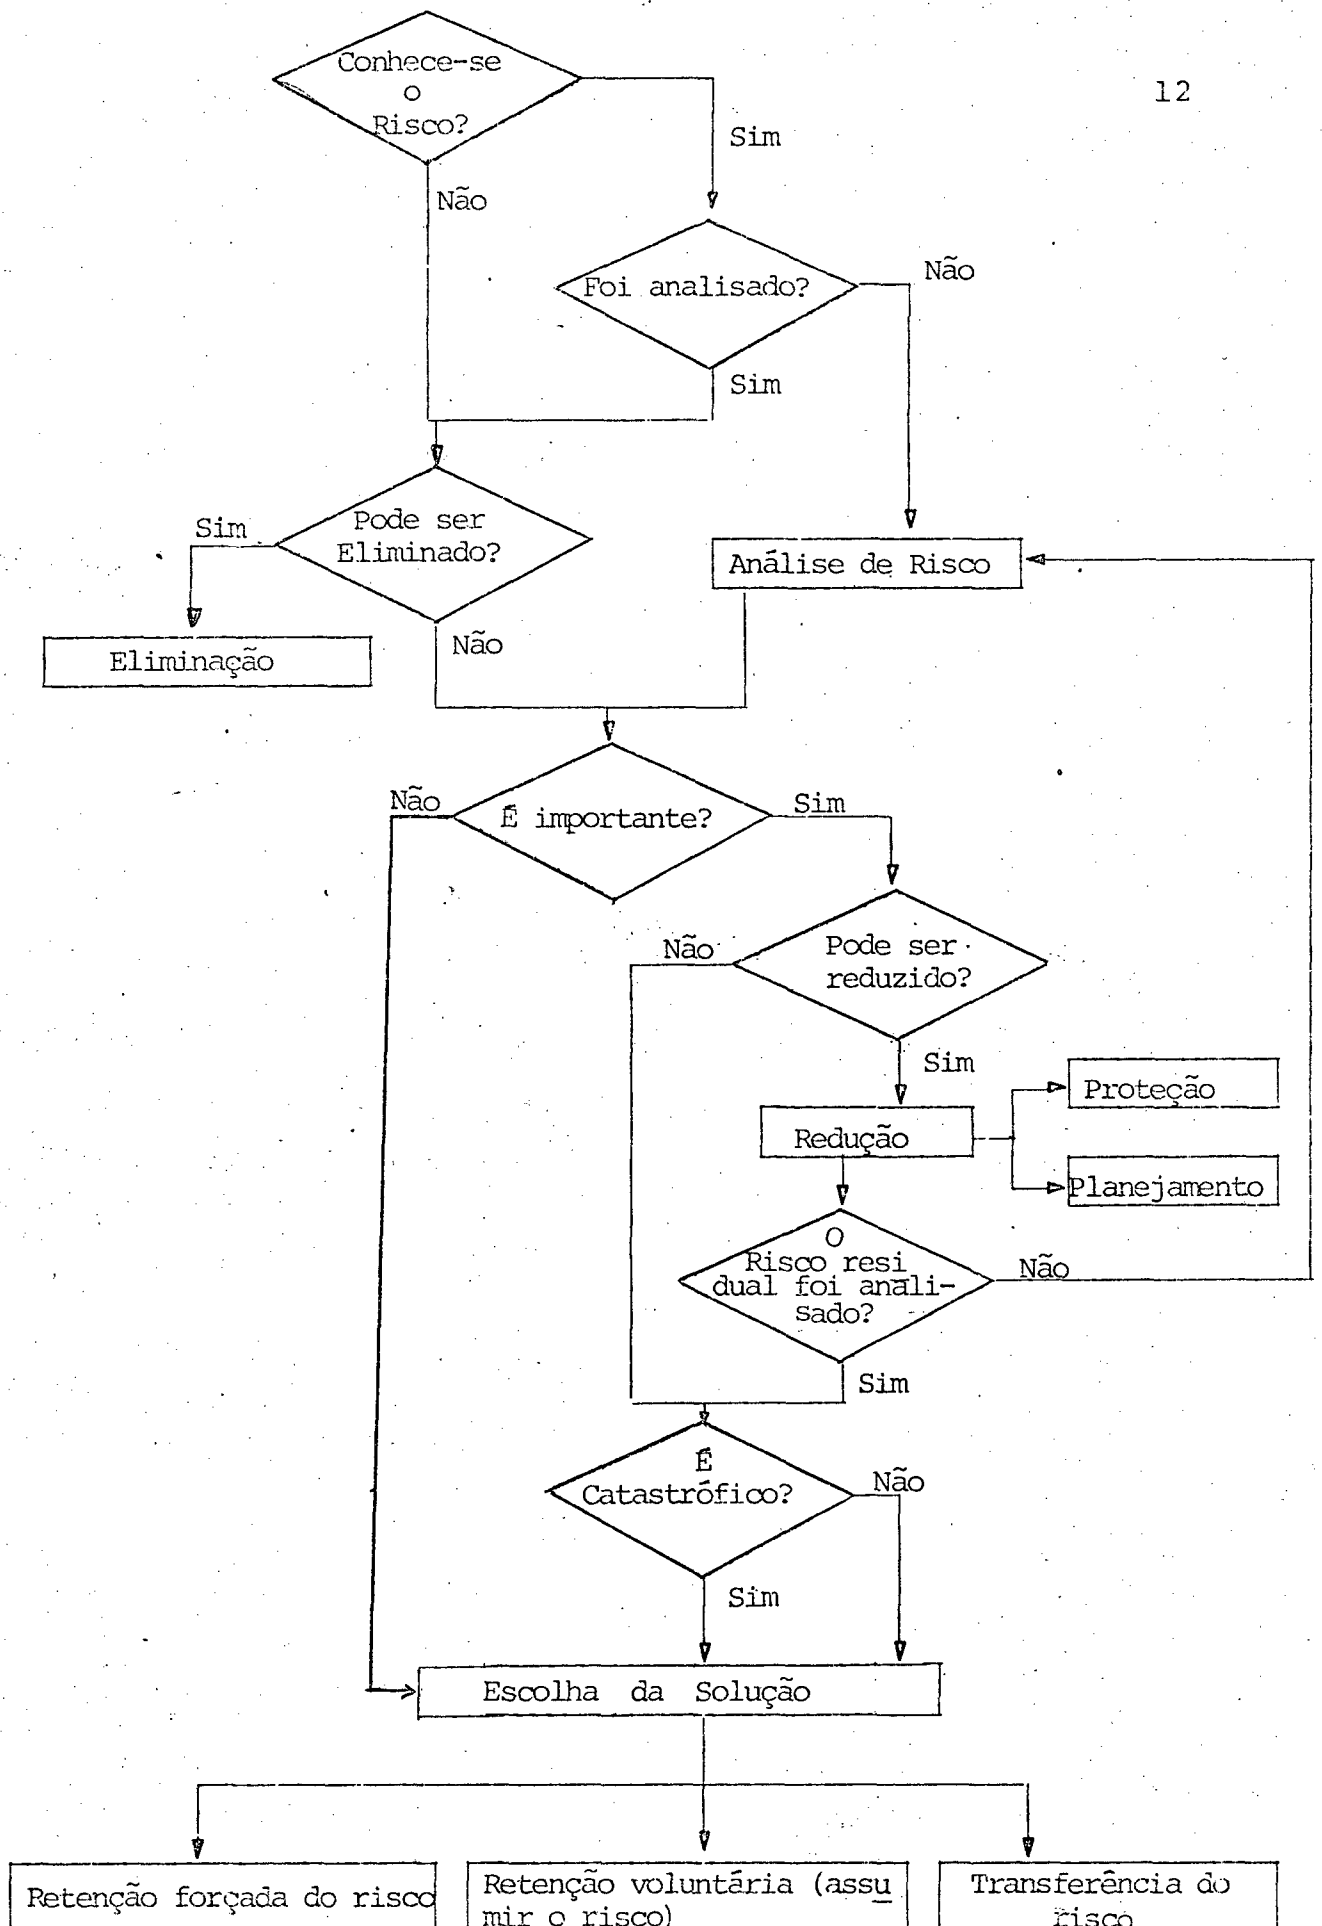 12
Conhece-se
o
Risco?
Sim
Não
Foi analisado?
Não
Sim
Pode ser
Eliminado?
Sim
Não
Eliminação
Análise de Risco
É importante?
Não
Sim
Pode ser
reduzido?
Não
Sim
Redução
Proteção
Planejamento
O
Risco resi
dual foi anali-
sado?
Não
Sim
É
Catastrófico?
Não
Sim
Escolha da Solução
Retenção forçada do risco
Retenção voluntária (assu
mir o risco)
Transferência do
risco